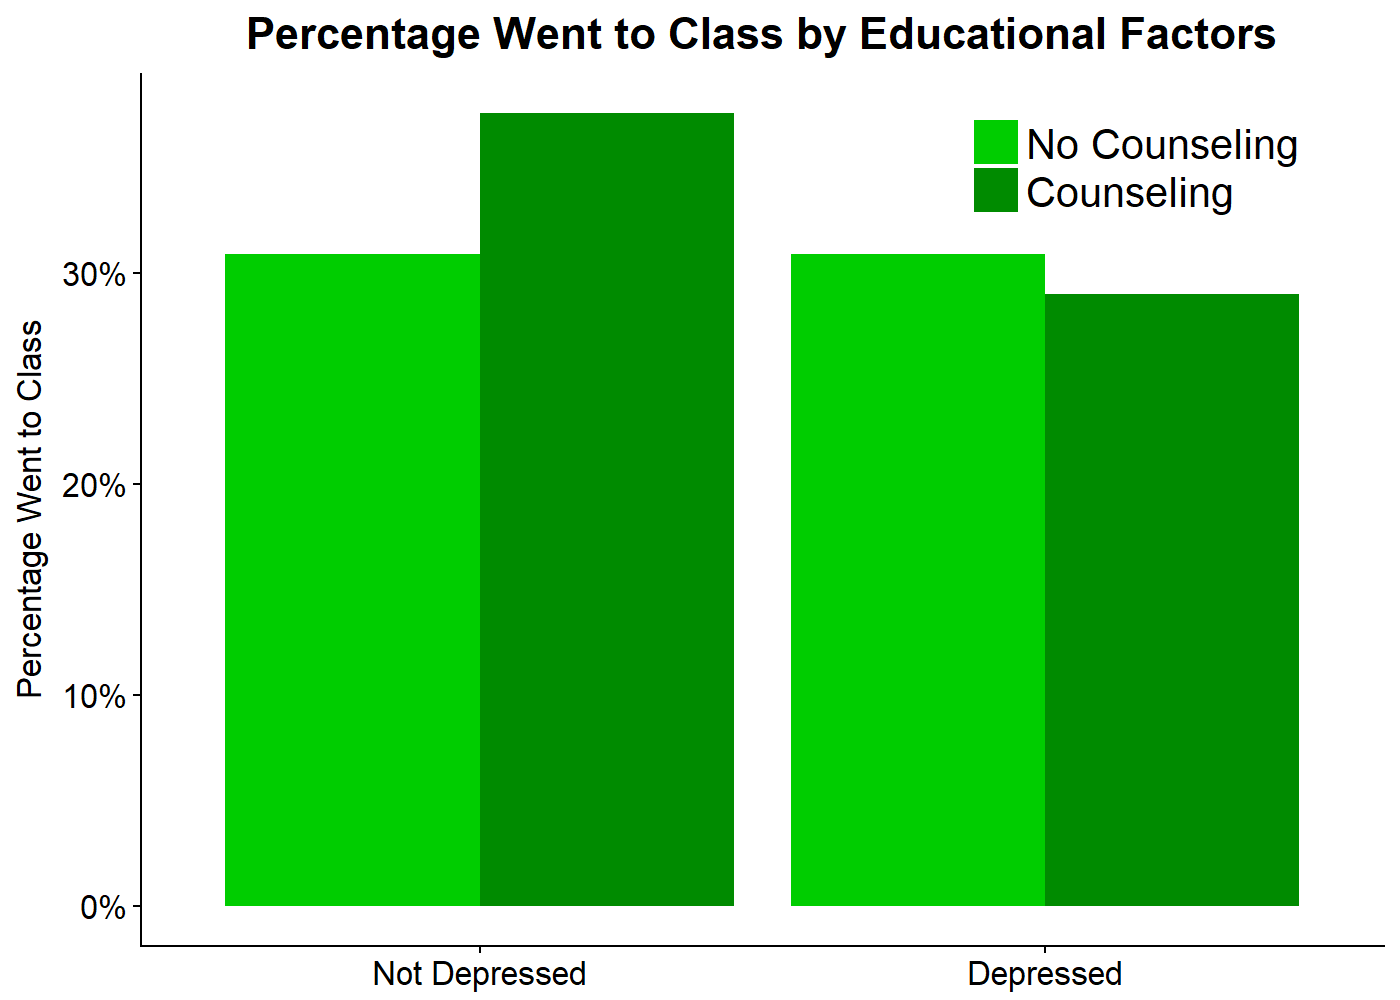 Percentage Went to Class by Educational Factors
No Counseling
Counseling
30%
20%
10%
0%
Percentage Went to Class
Not Depressed
Depressed